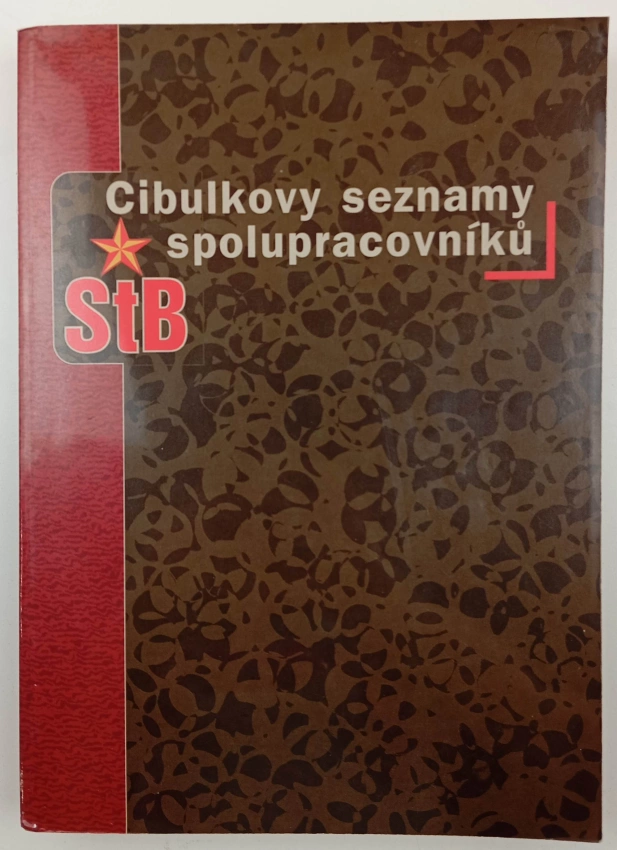 Cibulkovy seznamy
spolupracovníků
StB